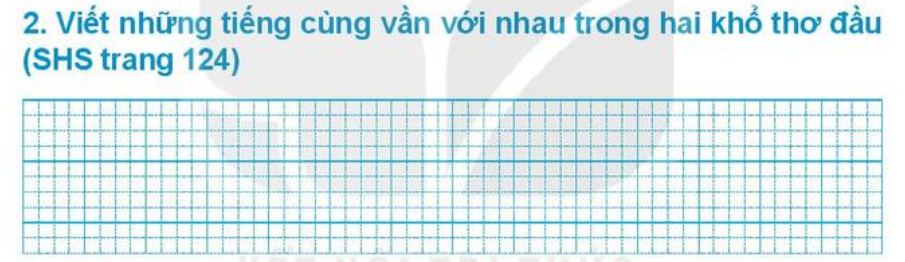 2. Viết những tiếng cùng vần với nhau trong hai khổ thơ đầu
(SHS trang 124)